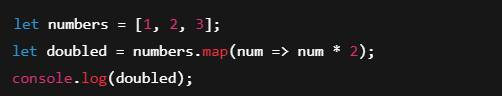 let numbers = [1, 2, 3];
let doubled = numbers.map(num => num * 2);
console.log(doubled);